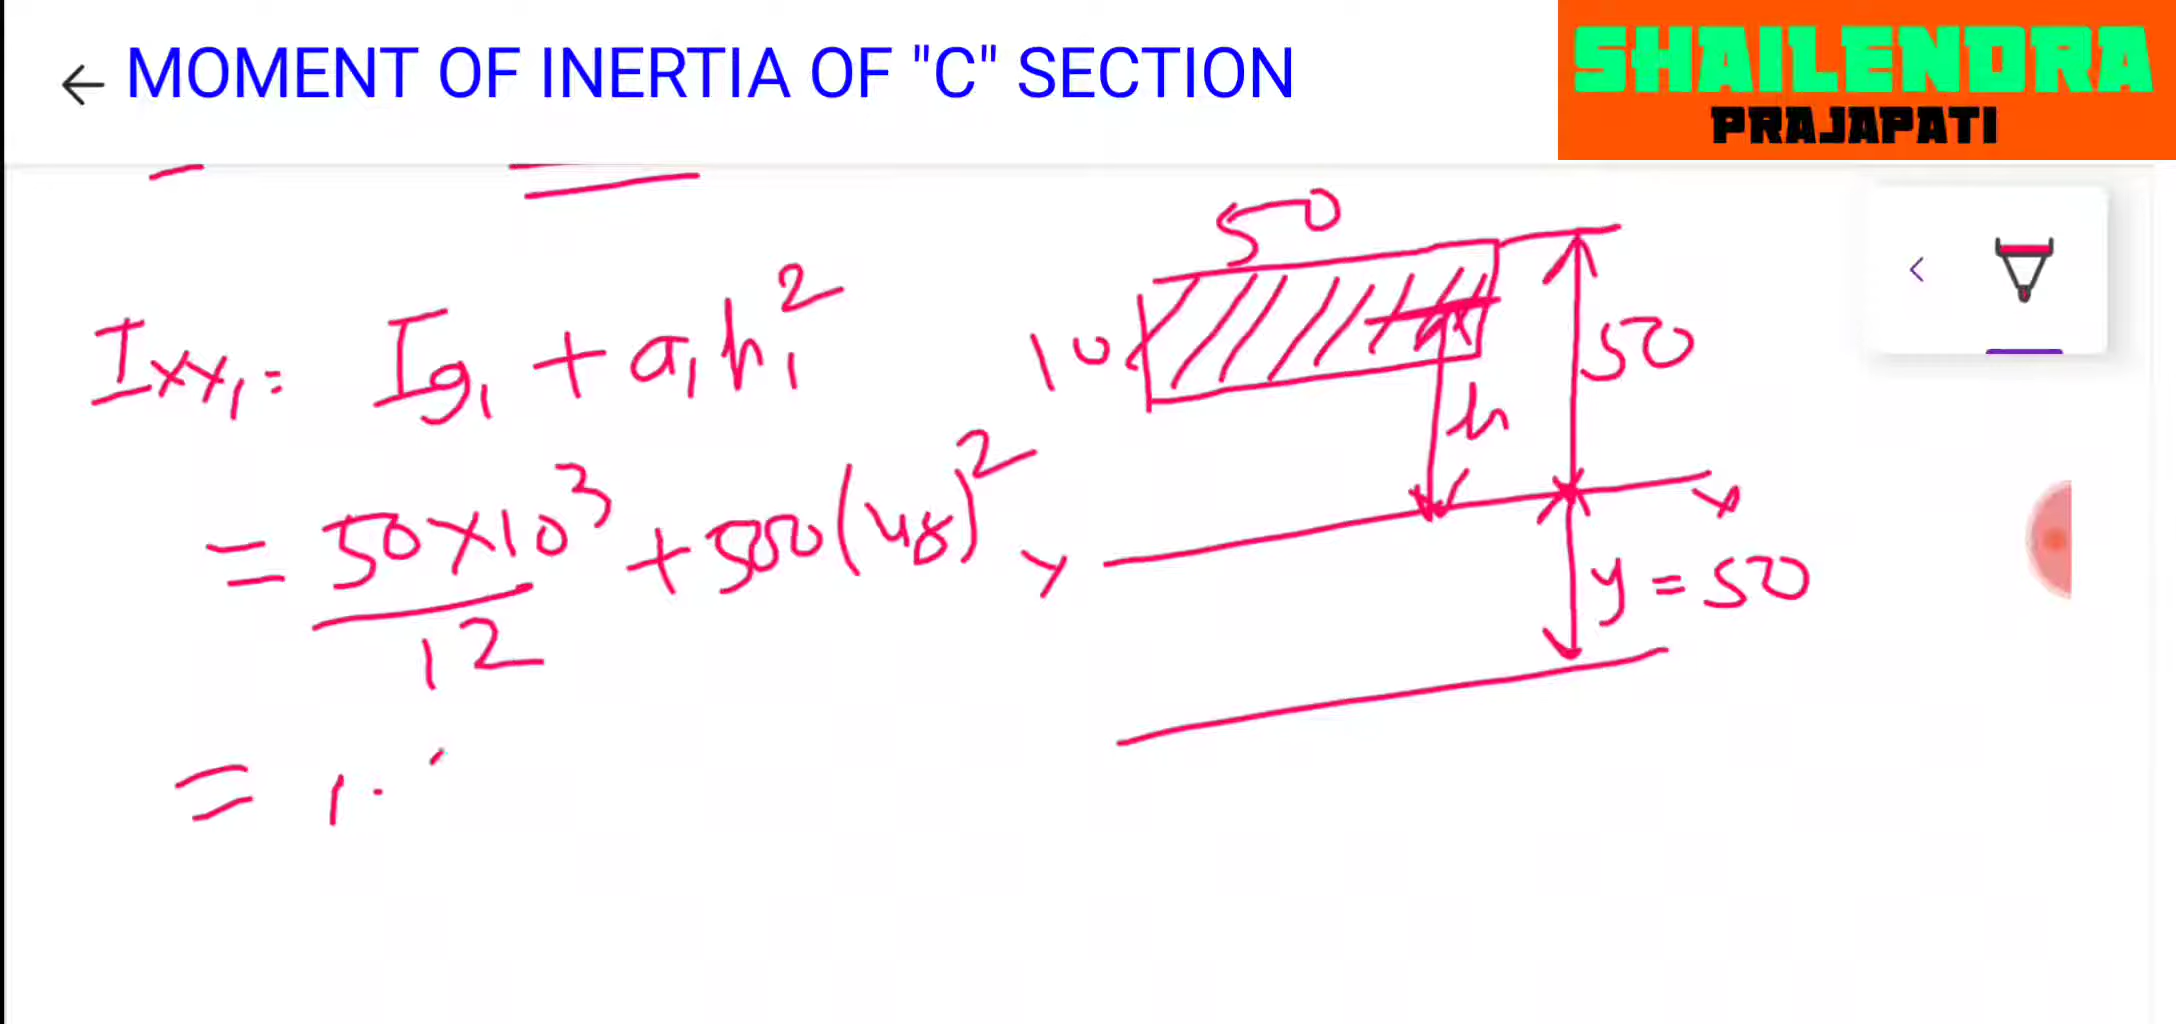 MOMENT OF INERTIA OF "C" SECTION
SHAILENDRA
PRAJAPATI
Ixx₁ = Ig₁ + a₁h₁²
= 50×10³/12 + 500(48)²
= 1.
50
10
h
50
x
y = 50